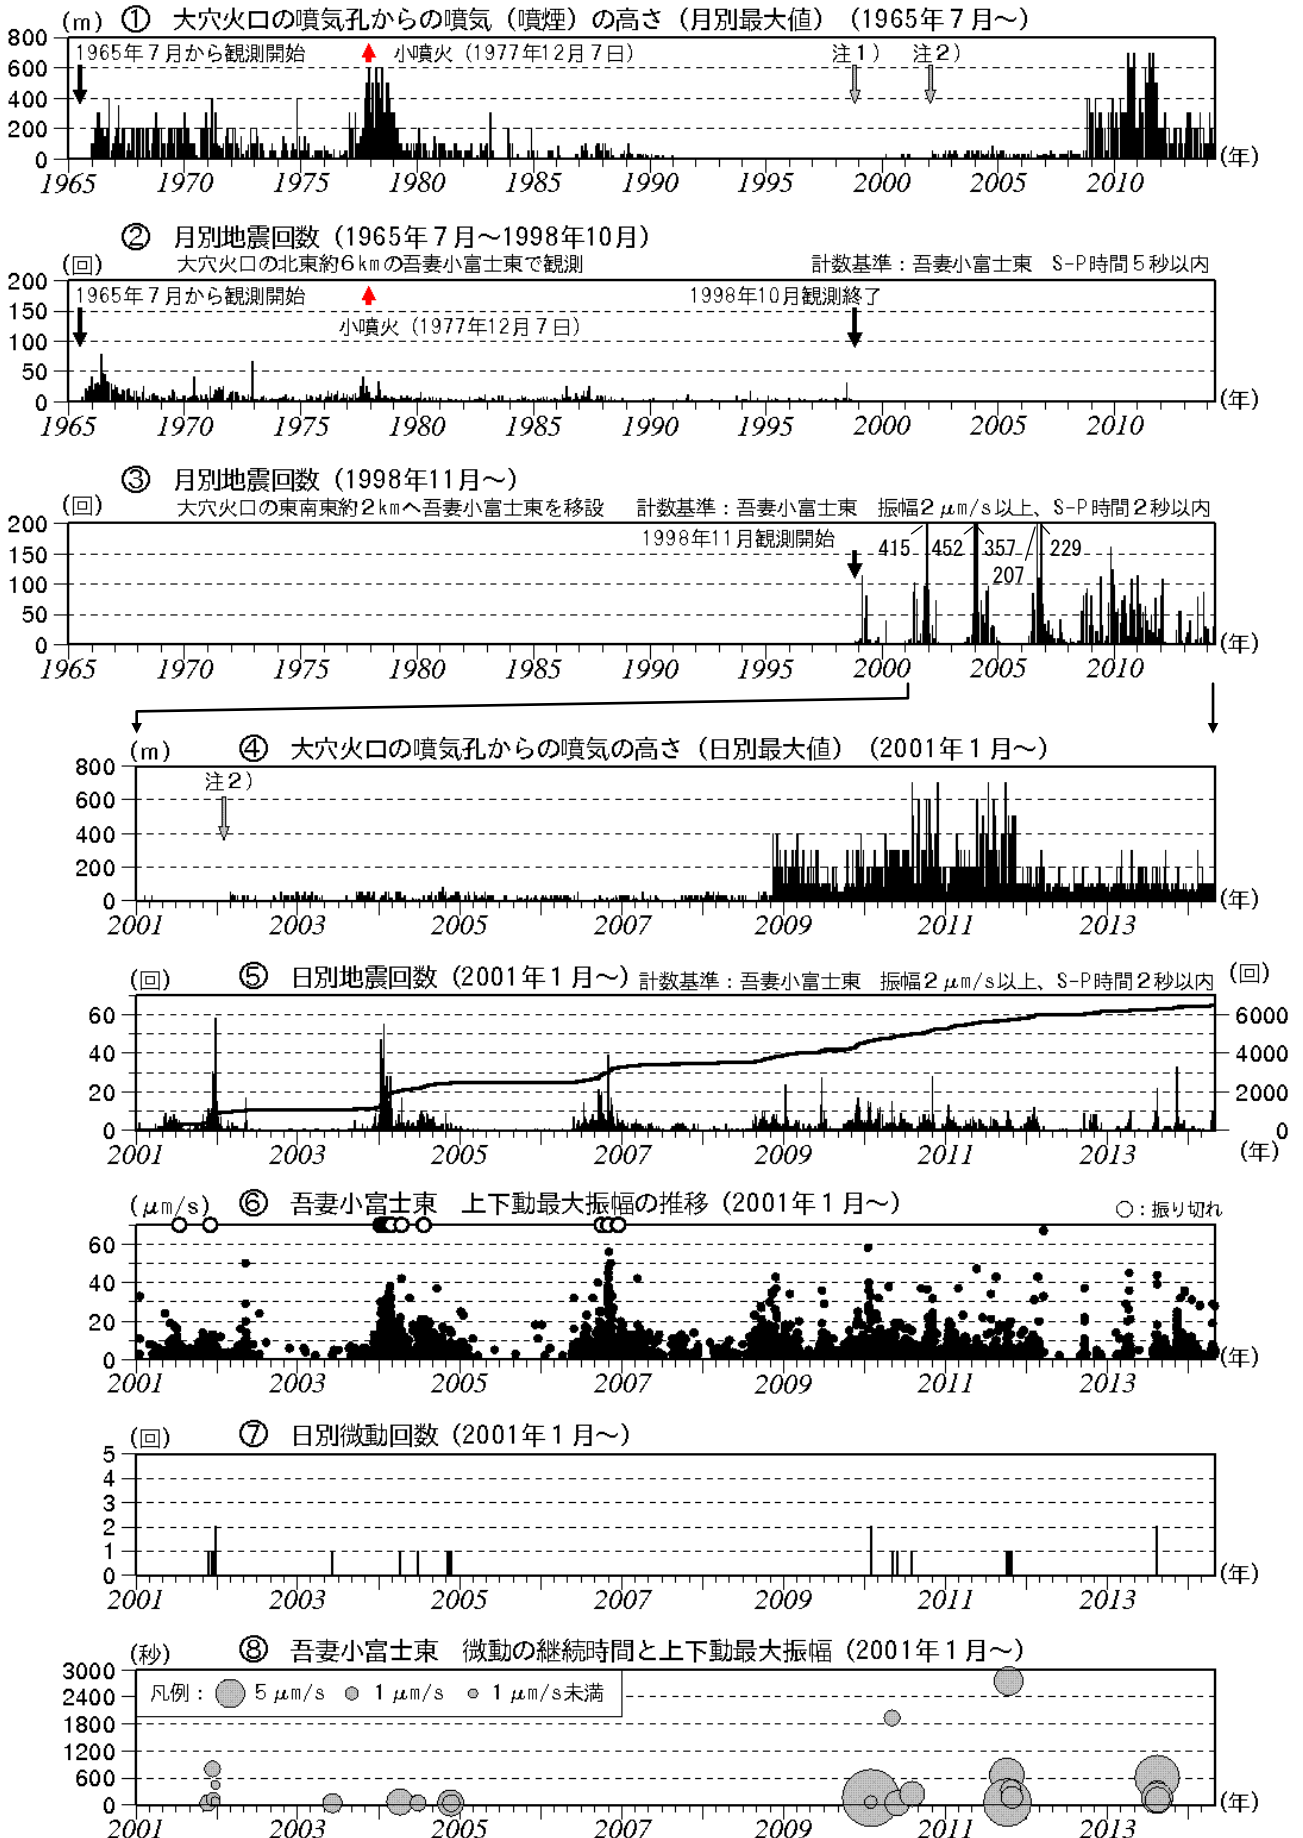 (m) ① 大穴火口の噴気孔からの噴気（噴煙）の高さ（月別最大値）（1965年７月～）
800
600
400
200
0
1965年７月から観測開始
小噴火（1977年12月７日）
注１）
注２）
1965 1970 1975 1980 1985 1990 1995 2000 2005 2010 (年)
② 月別地震回数（1965年７月～1998年10月）
(回) 大穴火口の北東約６kmの吾妻小富士東で観測 計数基準：吾妻小富士東 S-P時間５秒以内
200
150
100
50
0
1965年７月から観測開始
小噴火（1977年12月７日）
1998年10月観測終了
1965 1970 1975 1980 1985 1990 1995 2000 2005 2010 (年)
③ 月別地震回数（1998年11月～）
(回) 大穴火口の東南東約２kmへ吾妻小富士東を移設 計数基準：吾妻小富士東 振幅２μm/s以上、S-P時間２秒以内
200
150
100
50
0
1998年11月観測開始
415 452 357 229
207
1965 1970 1975 1980 1985 1990 1995 2000 2005 2010 (年)
(m) ④ 大穴火口の噴気孔からの噴気の高さ（日別最大値）（2001年１月～）
800
600
400
200
0
注２）
2001 2003 2005 2007 2009 2011 2013 (年)
(回) ⑤ 日別地震回数（2001年１月～）計数基準：吾妻小富士東 振幅２μm/s以上、S-P時間２秒以内 (回)
60 6000
40 4000
20 2000
0 0
2001 2003 2005 2007 2009 2011 2013 (年)
(μm/s) ⑥ 吾妻小富士東 上下動最大振幅の推移（2001年１月～） ○：振り切れ
60
40
20
0
2001 2003 2005 2007 2009 2011 2013 (年)
(回) ⑦ 日別微動回数（2001年１月～）
5
4
3
2
1
0
2001 2003 2005 2007 2009 2011 2013 (年)
(秒) ⑧ 吾妻小富士東 微動の継続時間と上下動最大振幅（2001年１月～）
3000
2400
1800
1200
600
0
凡例： 5 μm/s 1 μm/s 1 μm/s未満
2001 2003 2005 2007 2009 2011 2013 (年)